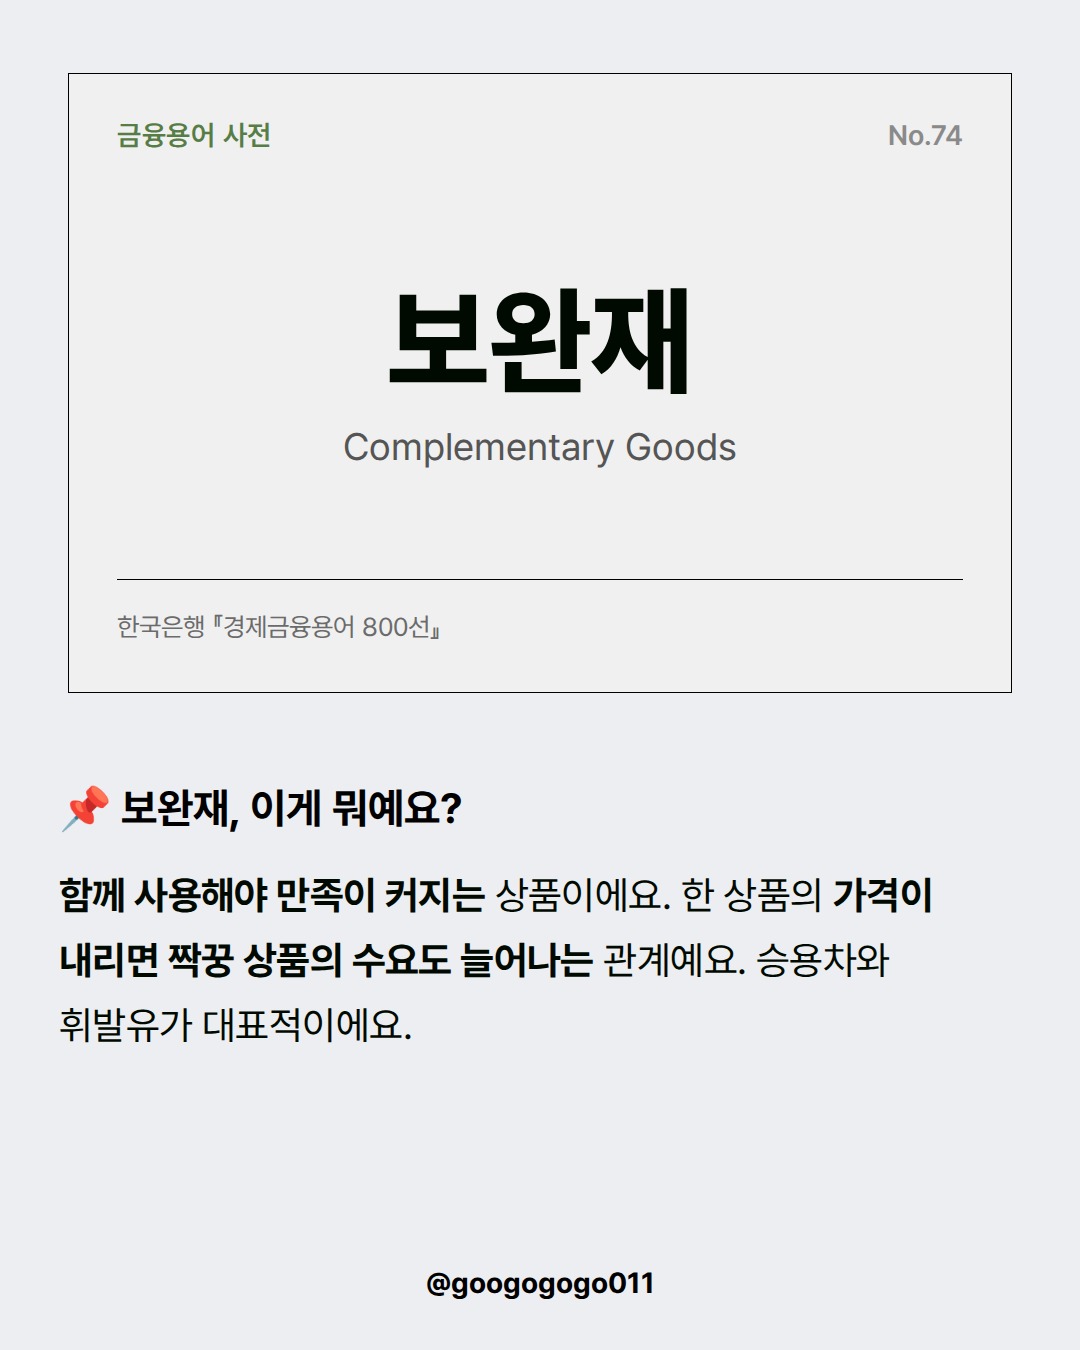 금융용어 사전
No.74
보완재
Complementary Goods
한국은행『경제금융용어 800선』
보완재, 이게 뭐예요?
함께 사용해야 만족이 커지는 상품이에요. 한 상품의 가격이
내리면 짝꿍 상품의 수요도 늘어나는 관계예요. 승용차와
휘발유가 대표적이에요.
@googogogo011